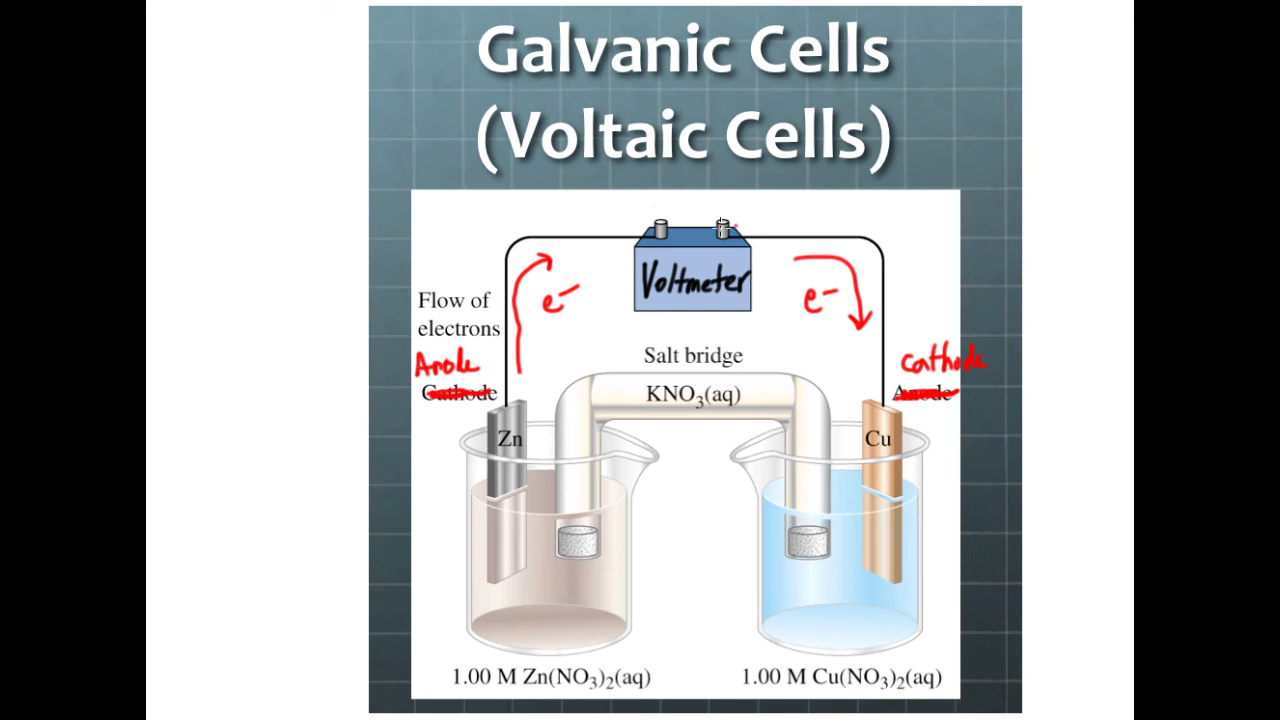 Galvanic Cells
(Voltaic Cells)
Voltmeter
e-
e-
Flow of
electrons
Anode
Cathode
Salt bridge
KNO₃(aq)
Cathode
Anode
Zn
Cu
1.00 M Zn(NO₃)₂(aq)
1.00 M Cu(NO₃)₂(aq)